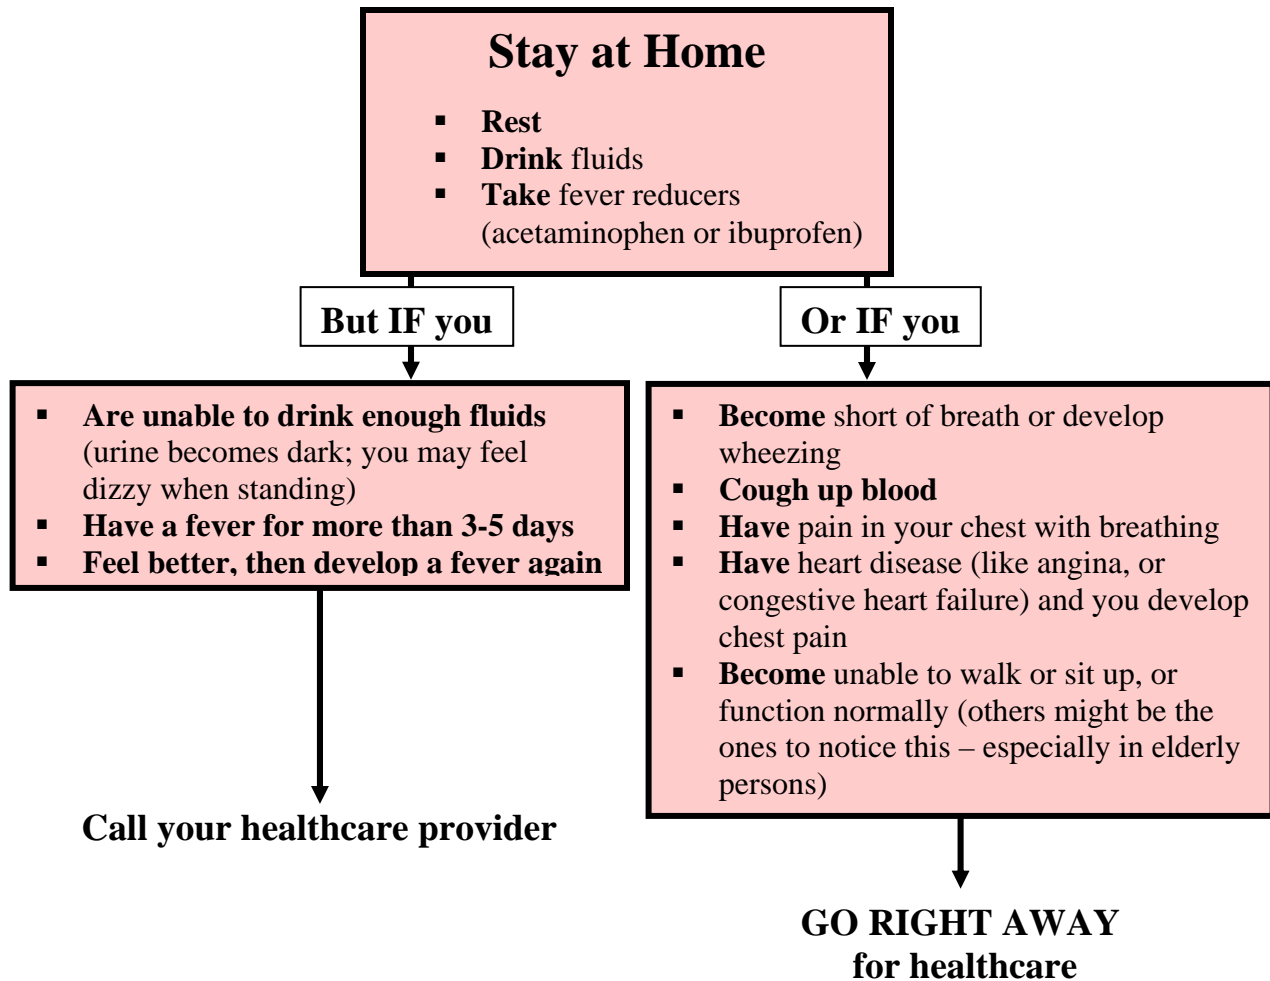 Stay at Home
▪ Rest
▪ Drink fluids
▪ Take fever reducers
(acetaminophen or ibuprofen)
But IF you
▪ Are unable to drink enough fluids
(urine becomes dark; you may feel
dizzy when standing)
▪ Have a fever for more than 3-5 days
▪ Feel better, then develop a fever again
Call your healthcare provider
Or IF you
▪ Become short of breath or develop
wheezing
▪ Cough up blood
▪ Have pain in your chest with breathing
▪ Have heart disease (like angina, or
congestive heart failure) and you develop
chest pain
▪ Become unable to walk or sit up, or
function normally (others might be the
ones to notice this – especially in elderly
persons)
GO RIGHT AWAY
for healthcare